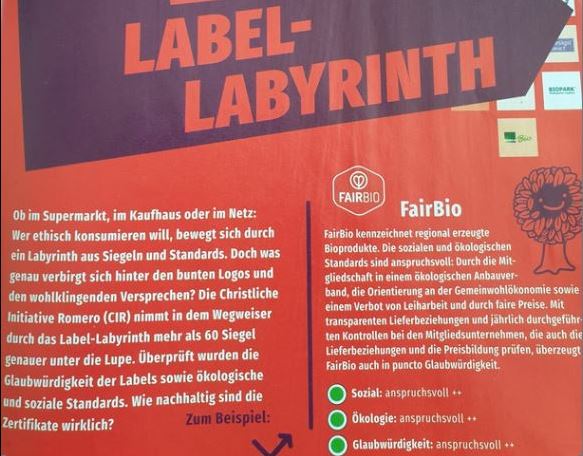 LABEL-
LABYRINTH
BIOPARK
Bio
FAIRBIO
FairBio
Ob im Supermarkt, im Kaufhaus oder im Netz:
Wer ethisch konsumieren will, bewegt sich durch
ein Labyrinth aus Siegeln und Standards. Doch was
genau verbirgt sich hinter den bunten Logos und
den wohlklingenden Versprechen? Die Christliche
Initiative Romero (CIR) nimmt in dem Wegweiser
durch das Label-Labyrinth mehr als 60 Siegel
genauer unter die Lupe. Überprüft wurden die
Glaubwürdigkeit der Labels sowie ökologische
und soziale Standards. Wie nachhaltig sind die
Zertifikate wirklich?
Zum Beispiel:
FairBio kennzeichnet regional erzeugte
Bioprodukte. Die sozialen und ökologischen
Standards sind anspruchsvoll: Durch die Mit-
gliedschaft in einem ökologischen Anbauver-
band, die Orientierung an der Gemeinwohlökonomie sowie
einem Verbot von Leiharbeit und durch faire Preise. Mit
transparenten Lieferbeziehungen und jährlich durchgeführ-
ten Kontrollen bei den Mitgliedsunternehmen, die auch die
Lieferbeziehungen und die Preisbildung prüfen, überzeugt
FairBio auch in puncto Glaubwürdigkeit.
Sozial: anspruchsvoll ++
Ökologie: anspruchsvoll ++
Glaubwürdigkeit: anspruchsvoll ++